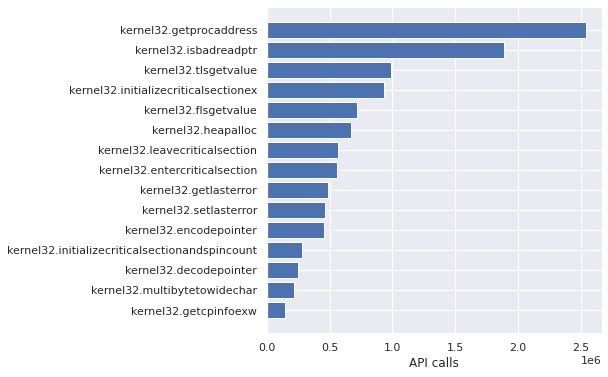 kernel32.getprocaddress
kernel32.isbadreadptr
kernel32.tlsgetvalue
kernel32.initializecriticalsectionex
kernel32.flsgetvalue
kernel32.heapalloc
kernel32.leavecriticalsection
kernel32.entercriticalsection
kernel32.getlasterror
kernel32.setlasterror
kernel32.encodepointer
kernel32.initializecriticalsectionandspincount
kernel32.decodepointer
kernel32.multibytetowidechar
kernel32.getcpinfoexw
0.0 0.5 1.0 1.5 2.0 2.5
1e6
API calls